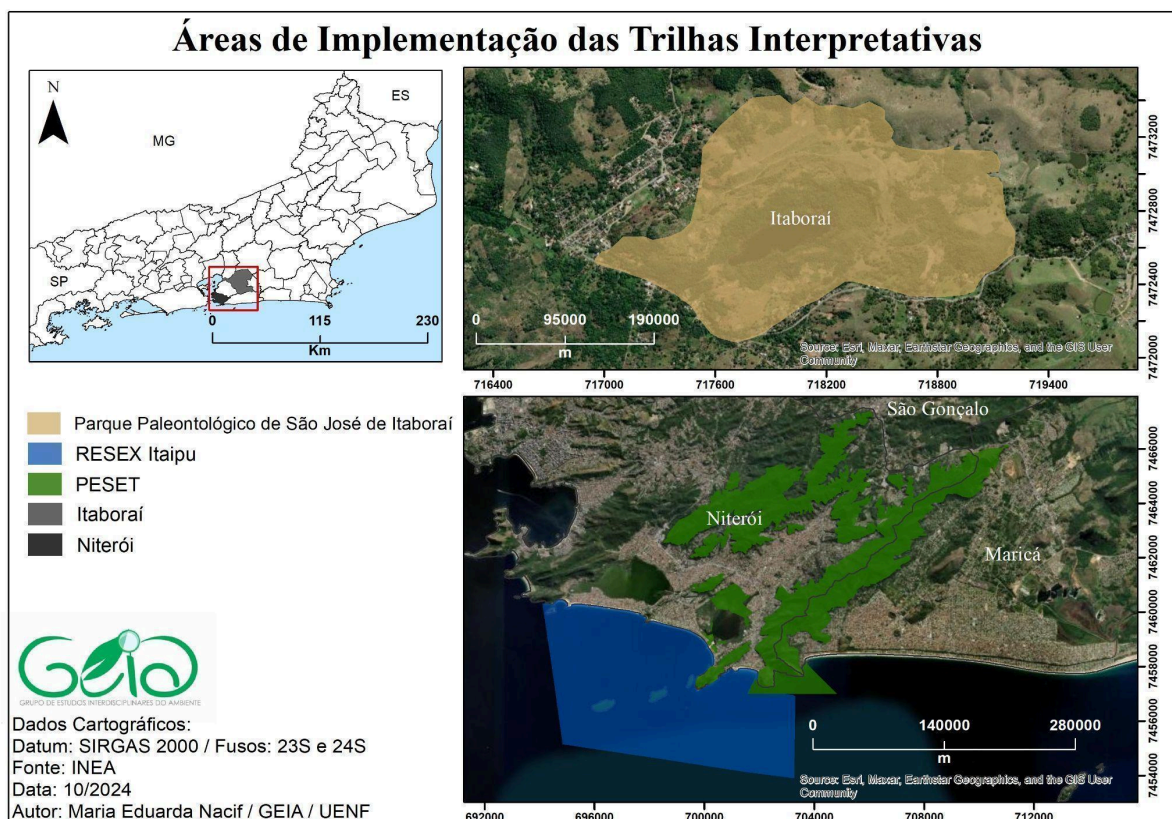 Áreas de Implementação das Trilhas Interpretativas
N
ES
MG
SP
0 115 230
Km
Itaboraí
0 95000 190000
m
Source: Esri, Maxar, Earthstar Geographics, and the GIS User
Community
716400 717000 717600 718200 718800 719400
7473200
7472800
7472400
7472000
Parque Paleontológico de São José de Itaboraí
RESEX Itaipu
PESET
Itaboraí
Niterói
São Gonçalo
Niterói
Maricá
0 140000 280000
m
Source: Esri, Maxar, Earthstar Geographics, and the GIS User
Community
692000 696000 700000 704000 708000 712000
7466000
7464000
7462000
7460000
7458000
7456000
7454000
GEIA
GRUPO DE ESTUDOS INTERDISCIPLINARES DO AMBIENTE
Dados Cartográficos:
Datum: SIRGAS 2000 / Fusos: 23S e 24S
Fonte: INEA
Data: 10/2024
Autor: Maria Eduarda Nacif / GEIA / UENF